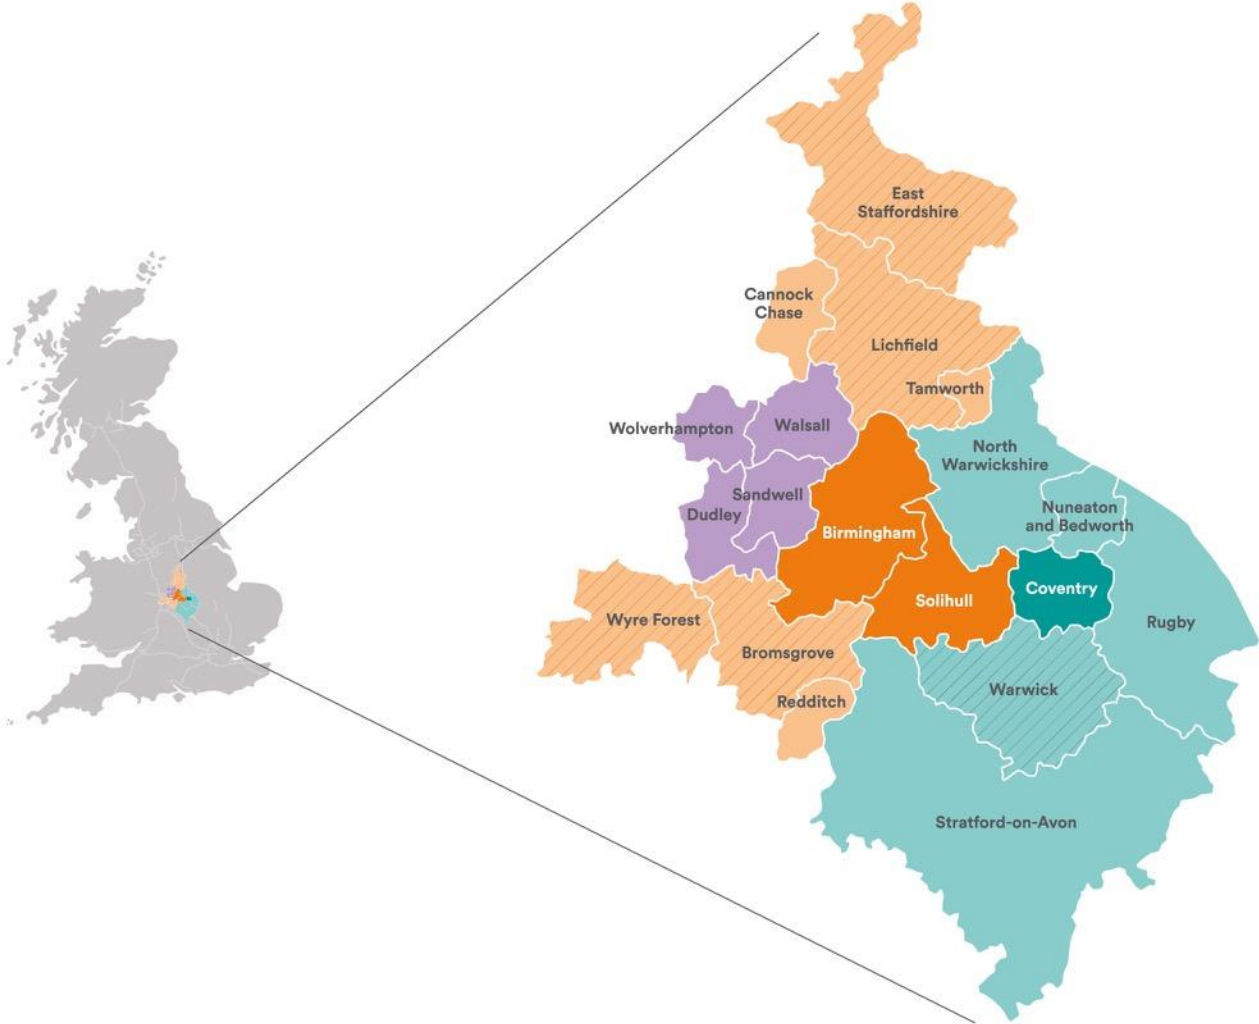 East
Staffordshire
Cannock
Chase
Lichfield
Tamworth
Wolverhampton
Walsall
North
Warwickshire
Sandwell
Dudley
Nuneaton
and Bedworth
Birmingham
Coventry
Solihull
Wyre Forest
Rugby
Bromsgrove
Warwick
Redditch
Stratford-on-Avon